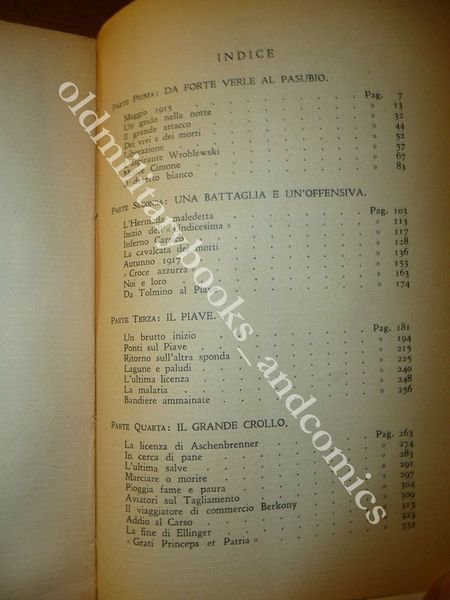 INDICE
PARTE PRIMA: DA FORTE VERLE AL PASUBIO.
Maggio 1915 Pag. 7
Un grido nella notte » 13
Il grande attacco » 32
Dei vivi e dei morti » 44
Liberazione » 52
L'aspirante Wroblewski » 57
Monte Cimone » 67
Il deserto bianco » 83
PARTE SECONDA: UNA BATTAGLIA E UN'OFFENSIVA.
L'Hermada maledetta Pag. 103
Inizio della « Undicesima » » 113
Inferno Carsico » 117
La cavalcata dei morti » 128
Autunno 1917 » 136
« Croce azzurra » » 153
Noi e loro » 163
Da Tolmino al Piave » 174
PARTE TERZA: IL PIAVE.
Un brutto inizio Pag. 181
Ponti sul Piave » 194
Ritorno sull'altra sponda » 215
Lagune e paludi » 225
L'ultima licenza » 240
La malaria » 248
Bandiere ammainate » 256
PARTE QUARTA: IL GRANDE CROLLO.
La licenza di Aschenbrenner Pag. 263
In cerca di pane » 274
L'ultima salve » 283
Marciare o morire » 291
Pioggia fame e paura » 297
Aviatori sul Tagliamento » 304
Il viaggiatore di commercio Berkony » 309
Addio al Carso » 319
La fine di Ellinger »
« Grati Princeps et Patria » » 332
oldmilitarybooks_andcomics